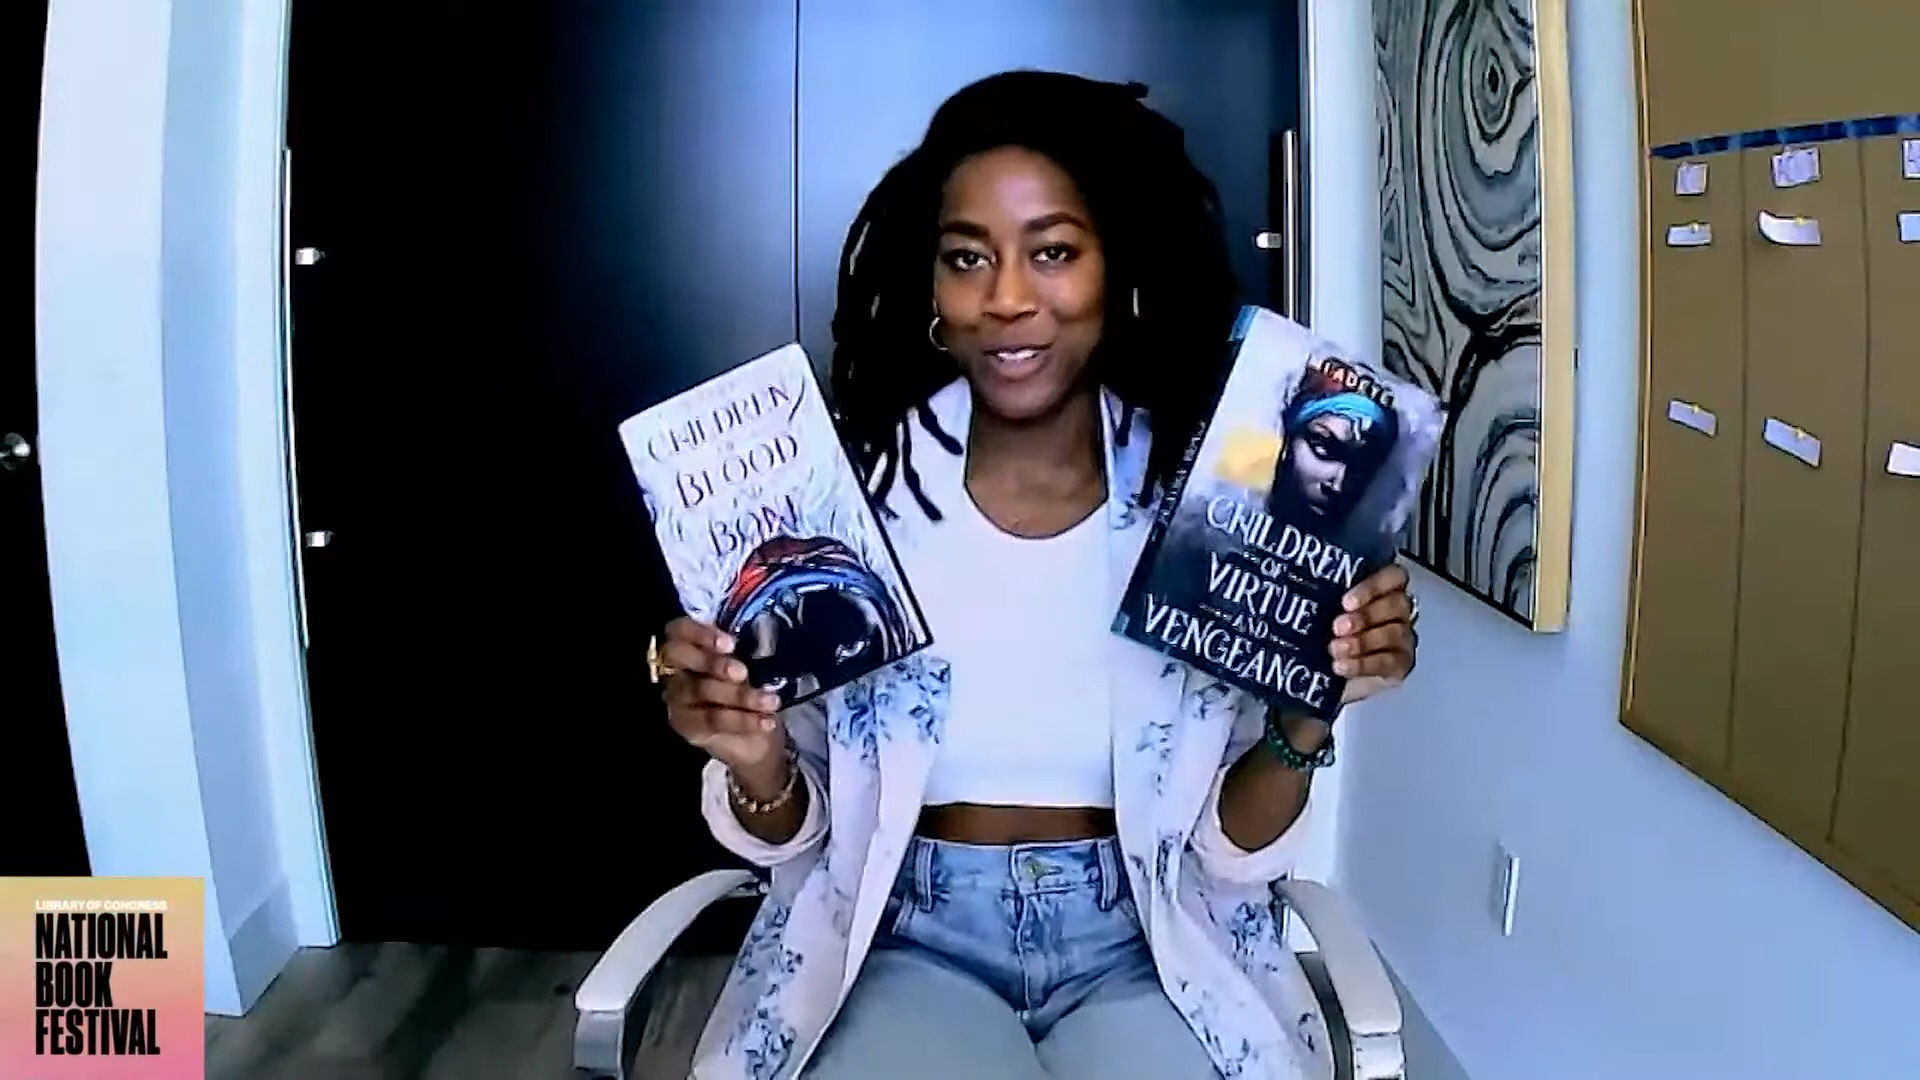 CHILDREN
OF
BLOOD
AND
BONE
CHILDREN
OF
VIRTUE
AND
VENGEANCE
LIBRARY OF CONGRESS
NATIONAL
BOOK
FESTIVAL